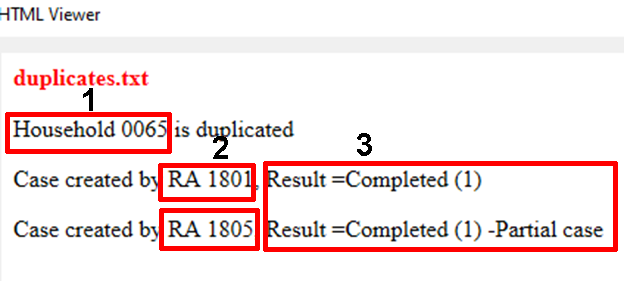 HTML Viewer
duplicates.txt
1
Household 0065 is duplicated
2 3
Case created by RA 1801, Result =Completed (1)
Case created by RA 1805 Result =Completed (1) -Partial case